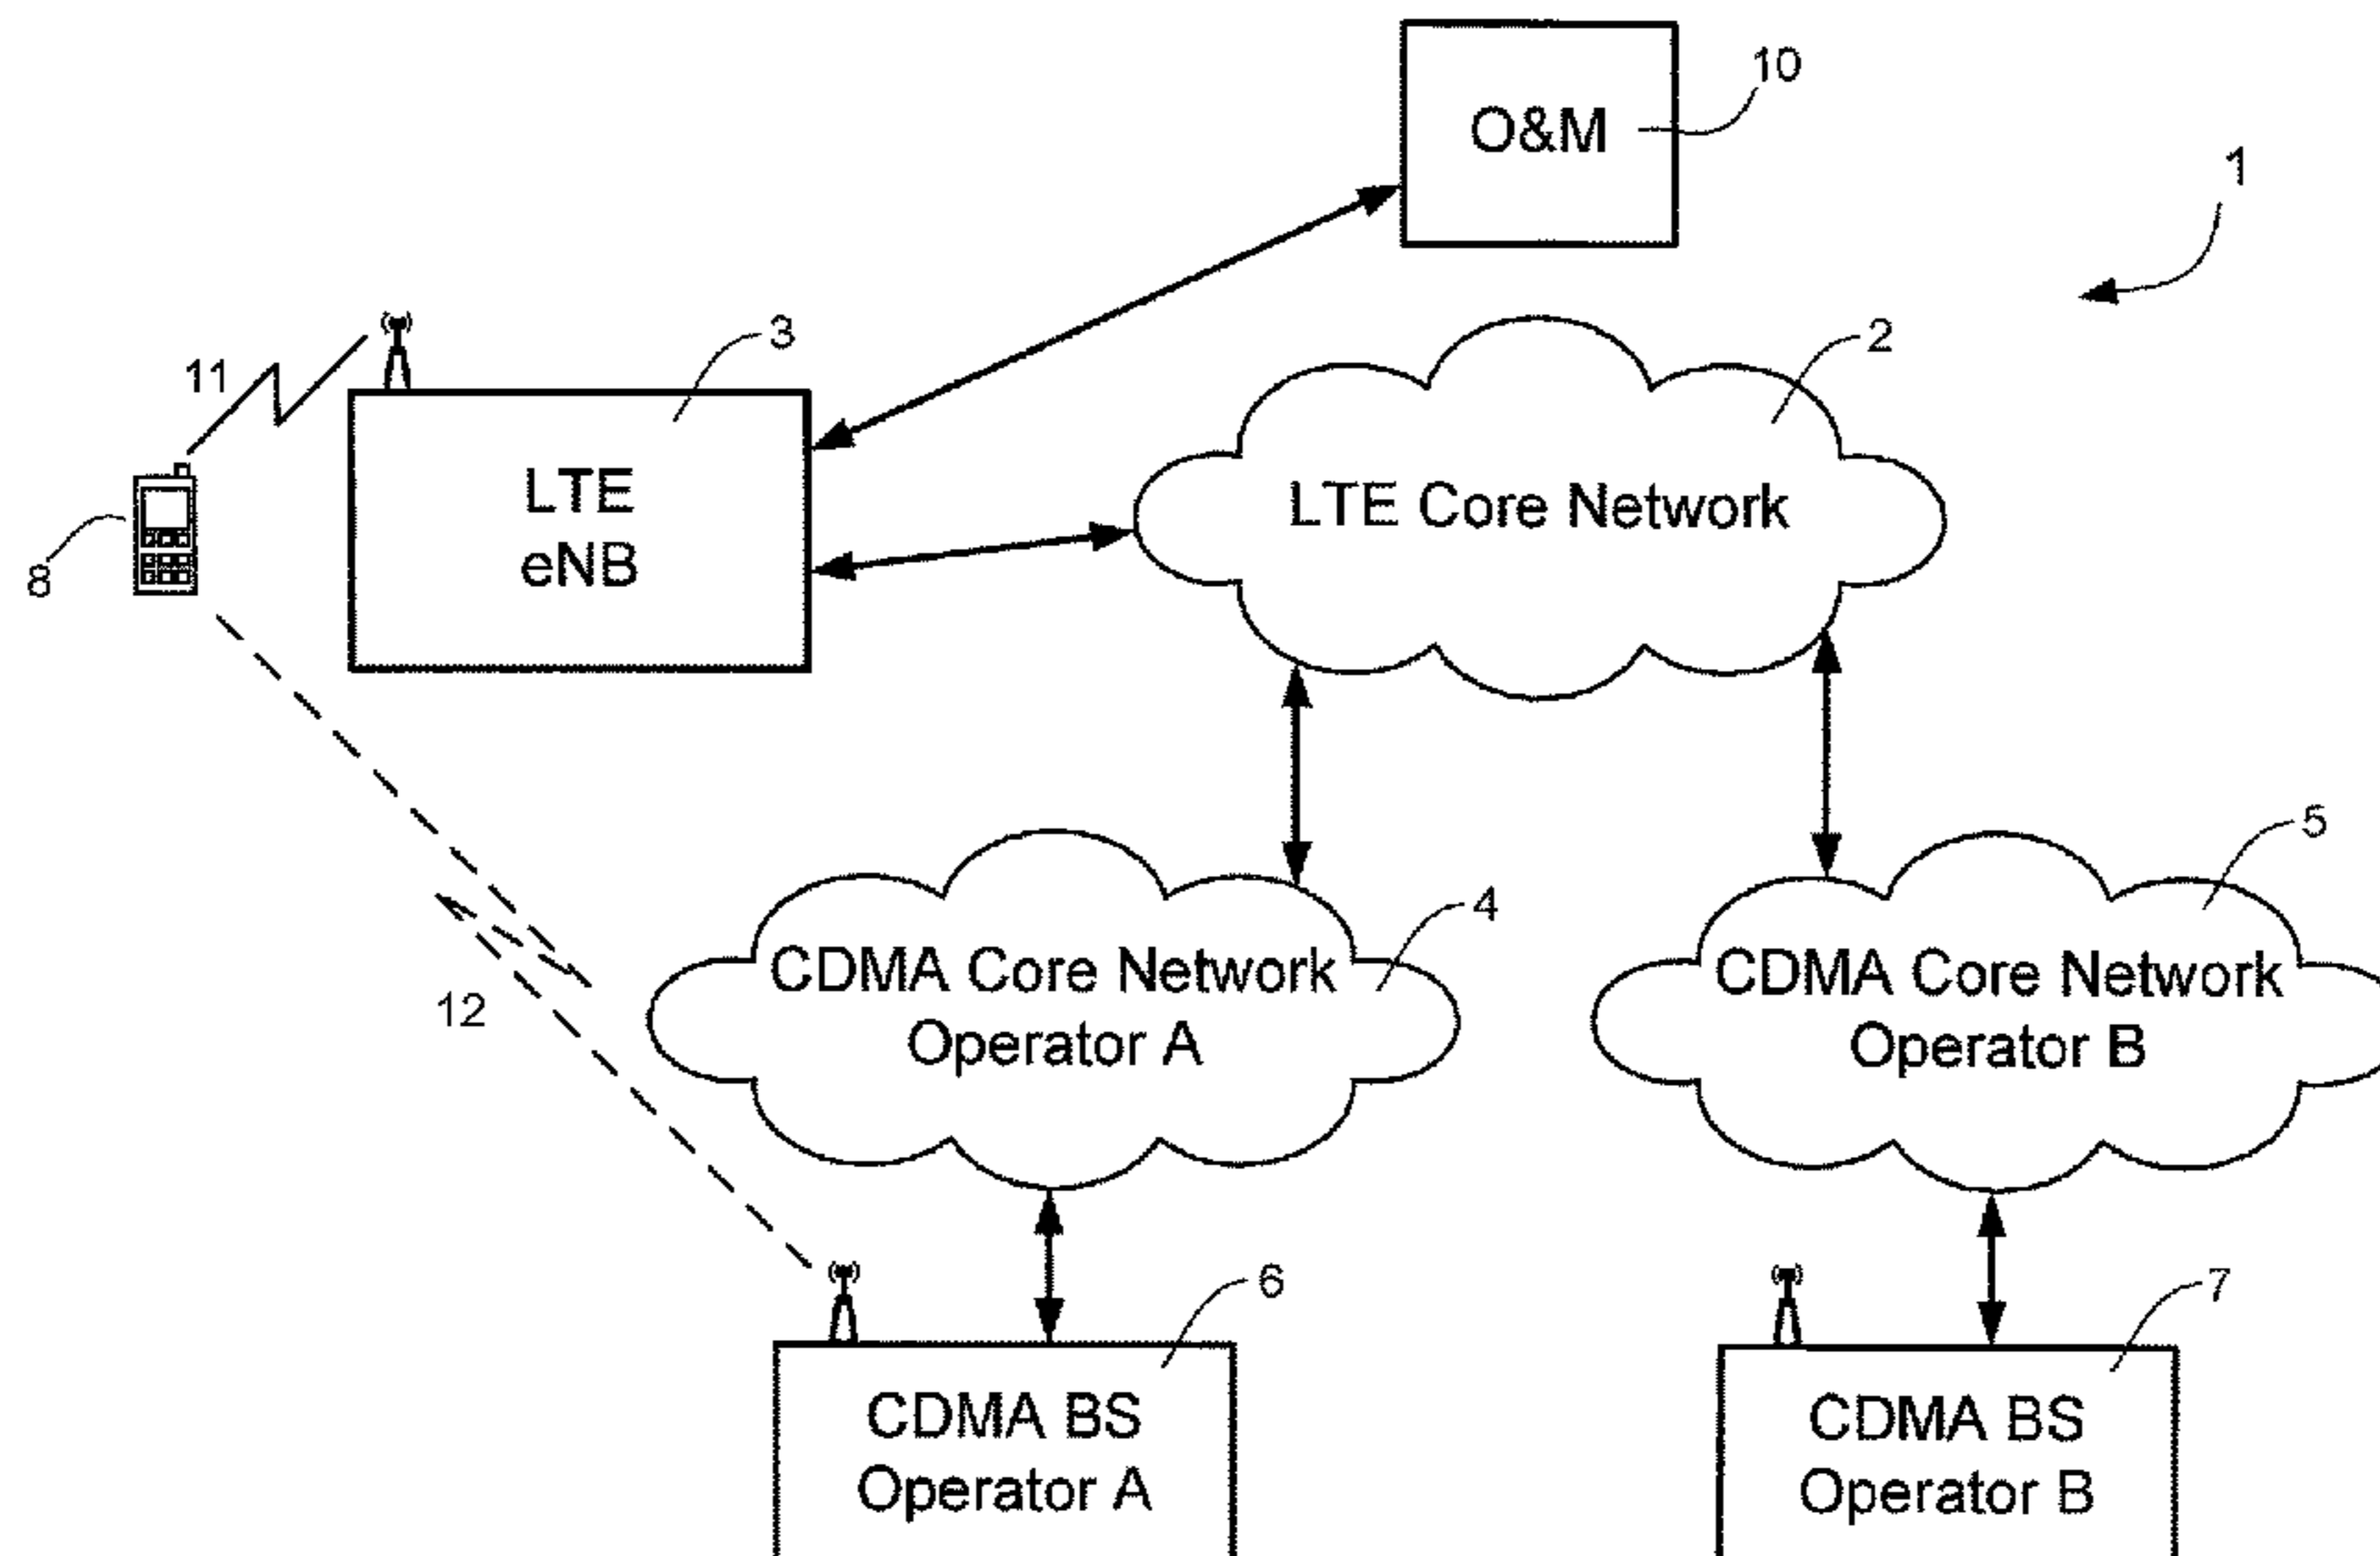 10
O&M
1
3
2
11
LTE
eNB
LTE Core Network
8
5
4
CDMA Core Network
Operator A
CDMA Core Network
Operator B
12
6
7
CDMA BS
Operator A
CDMA BS
Operator B